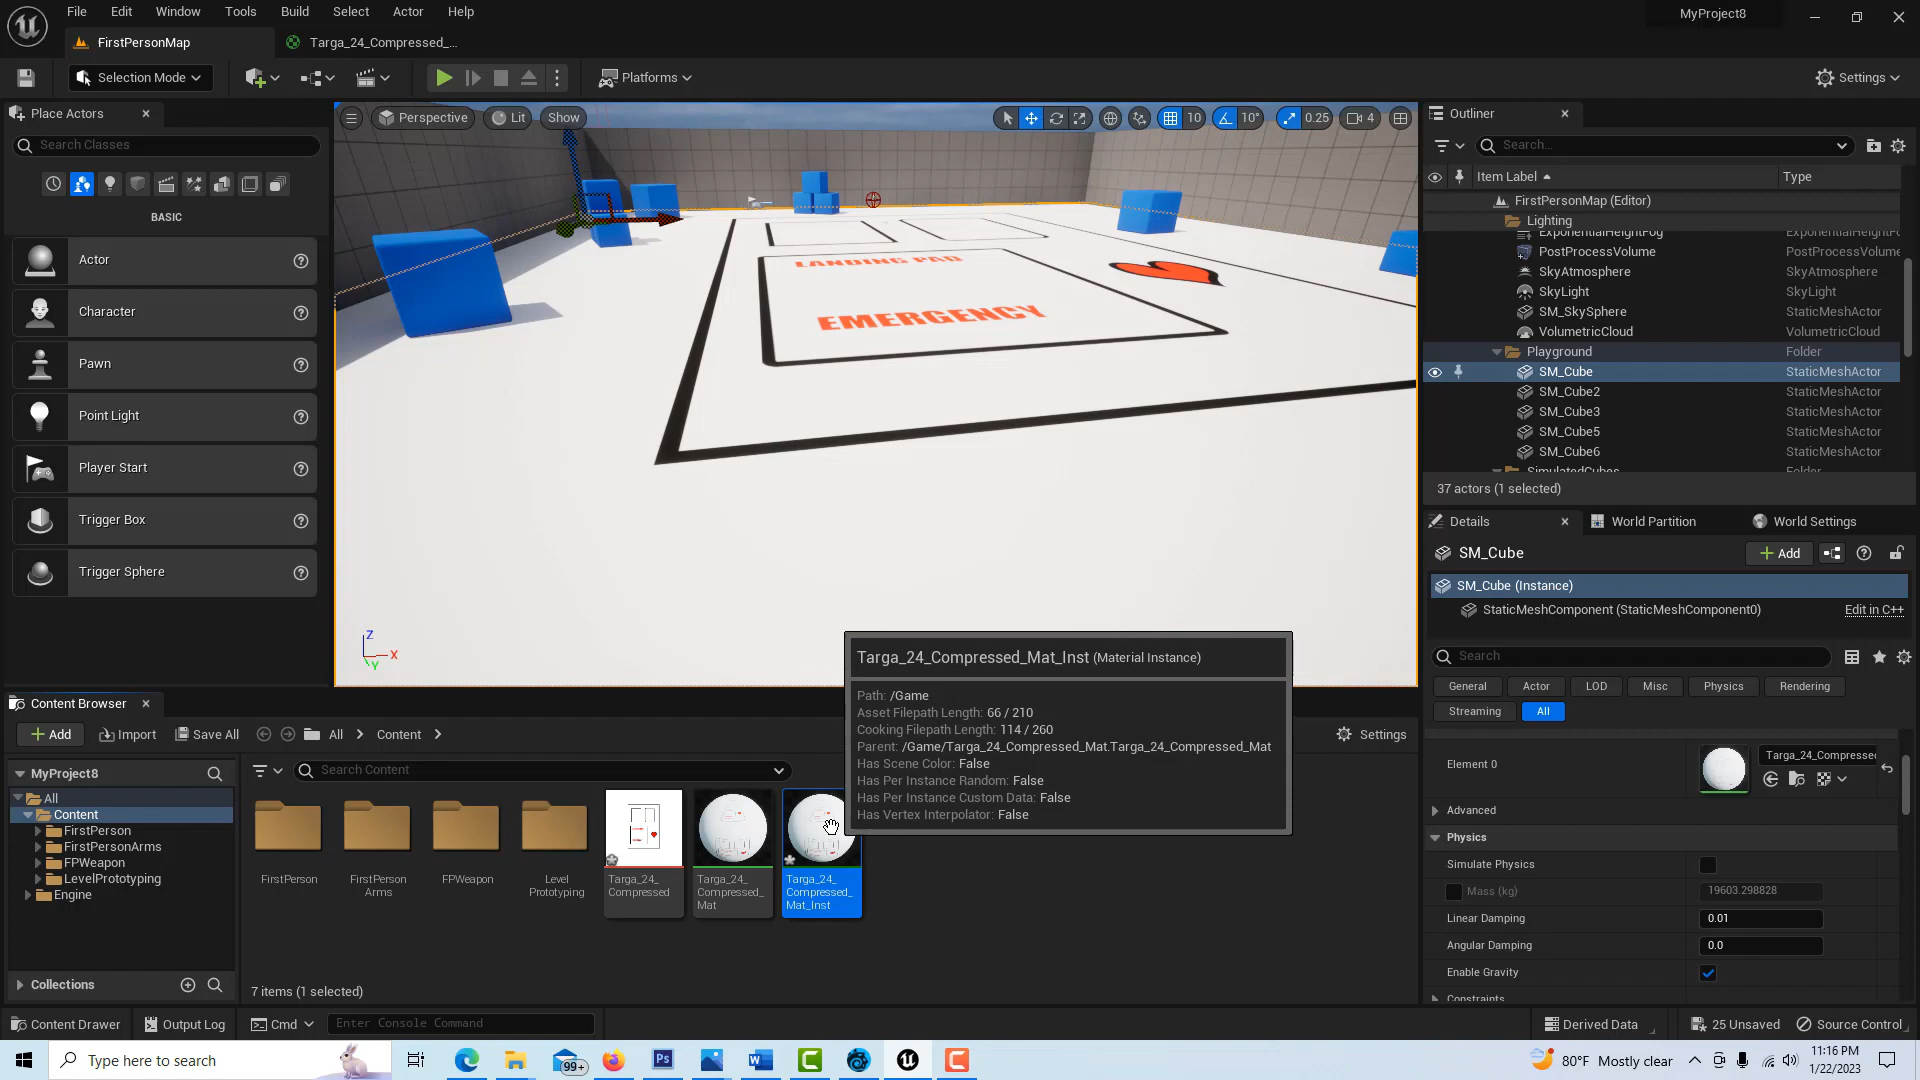 File Edit Window Tools Build Select Actor Help
MyProject8
FirstPersonMap
Targa_24_Compressed_...
Selection Mode
Platforms
Settings
Place Actors
Search Classes
BASIC
Actor
Character
Pawn
Point Light
Player Start
Trigger Box
Trigger Sphere
Perspective
Lit
Show
10
10°
0.25
4
LANDING PAD
EMERGENCY
Z
X
Y
Outliner
Search...
Item Label
Type
FirstPersonMap (Editor)
Lighting
ExponentialHeightFog
PostProcessVolume PostProcessVolume
SkyAtmosphere SkyAtmosphere
SkyLight SkyLight
SM_SkySphere StaticMeshActor
VolumetricCloud VolumetricCloud
Playground Folder
SM_Cube StaticMeshActor
SM_Cube2 StaticMeshActor
SM_Cube3 StaticMeshActor
SM_Cube5 StaticMeshActor
SM_Cube6 StaticMeshActor
SimulatedCubes Folder
37 actors (1 selected)
Details
World Partition
World Settings
SM_Cube
Add
SM_Cube (Instance)
StaticMeshComponent (StaticMeshComponent0)
Edit in C++
Search
General Actor LOD Misc Physics Rendering
Streaming All
Element 0
Targa_24_Compressed
Advanced
Physics
Simulate Physics
Mass (kg) 19603.298828
Linear Damping 0.01
Angular Damping 0.0
Enable Gravity
Constraints
Targa_24_Compressed_Mat_Inst (Material Instance)
Path: /Game
Asset Filepath Length: 66 / 210
Cooking Filepath Length: 114 / 260
Parent: /Game/Targa_24_Compressed_Mat.Targa_24_Compressed_Mat
Has Scene Color: False
Has Per Instance Random: False
Has Per Instance Custom Data: False
Has Vertex Interpolator: False
Content Browser
Add
Import
Save All
All
Content
Settings
MyProject8
Search Content
All
Content
FirstPerson
FirstPersonArms
FPWeapon
LevelPrototyping
Engine
Collections
FirstPerson
FirstPerson
Arms
FPWeapon
Level
Prototyping
Targa_24_
Compressed
Targa_24_
Compressed_
Mat
Targa_24_
Compressed_
Mat_Inst
7 items (1 selected)
Content Drawer
Output Log
Cmd
Enter Console Command
Derived Data
25 Unsaved
Source Control
Type here to search
99+
Ps
W
C
C
80°F Mostly clear
11:16 PM
1/22/2023